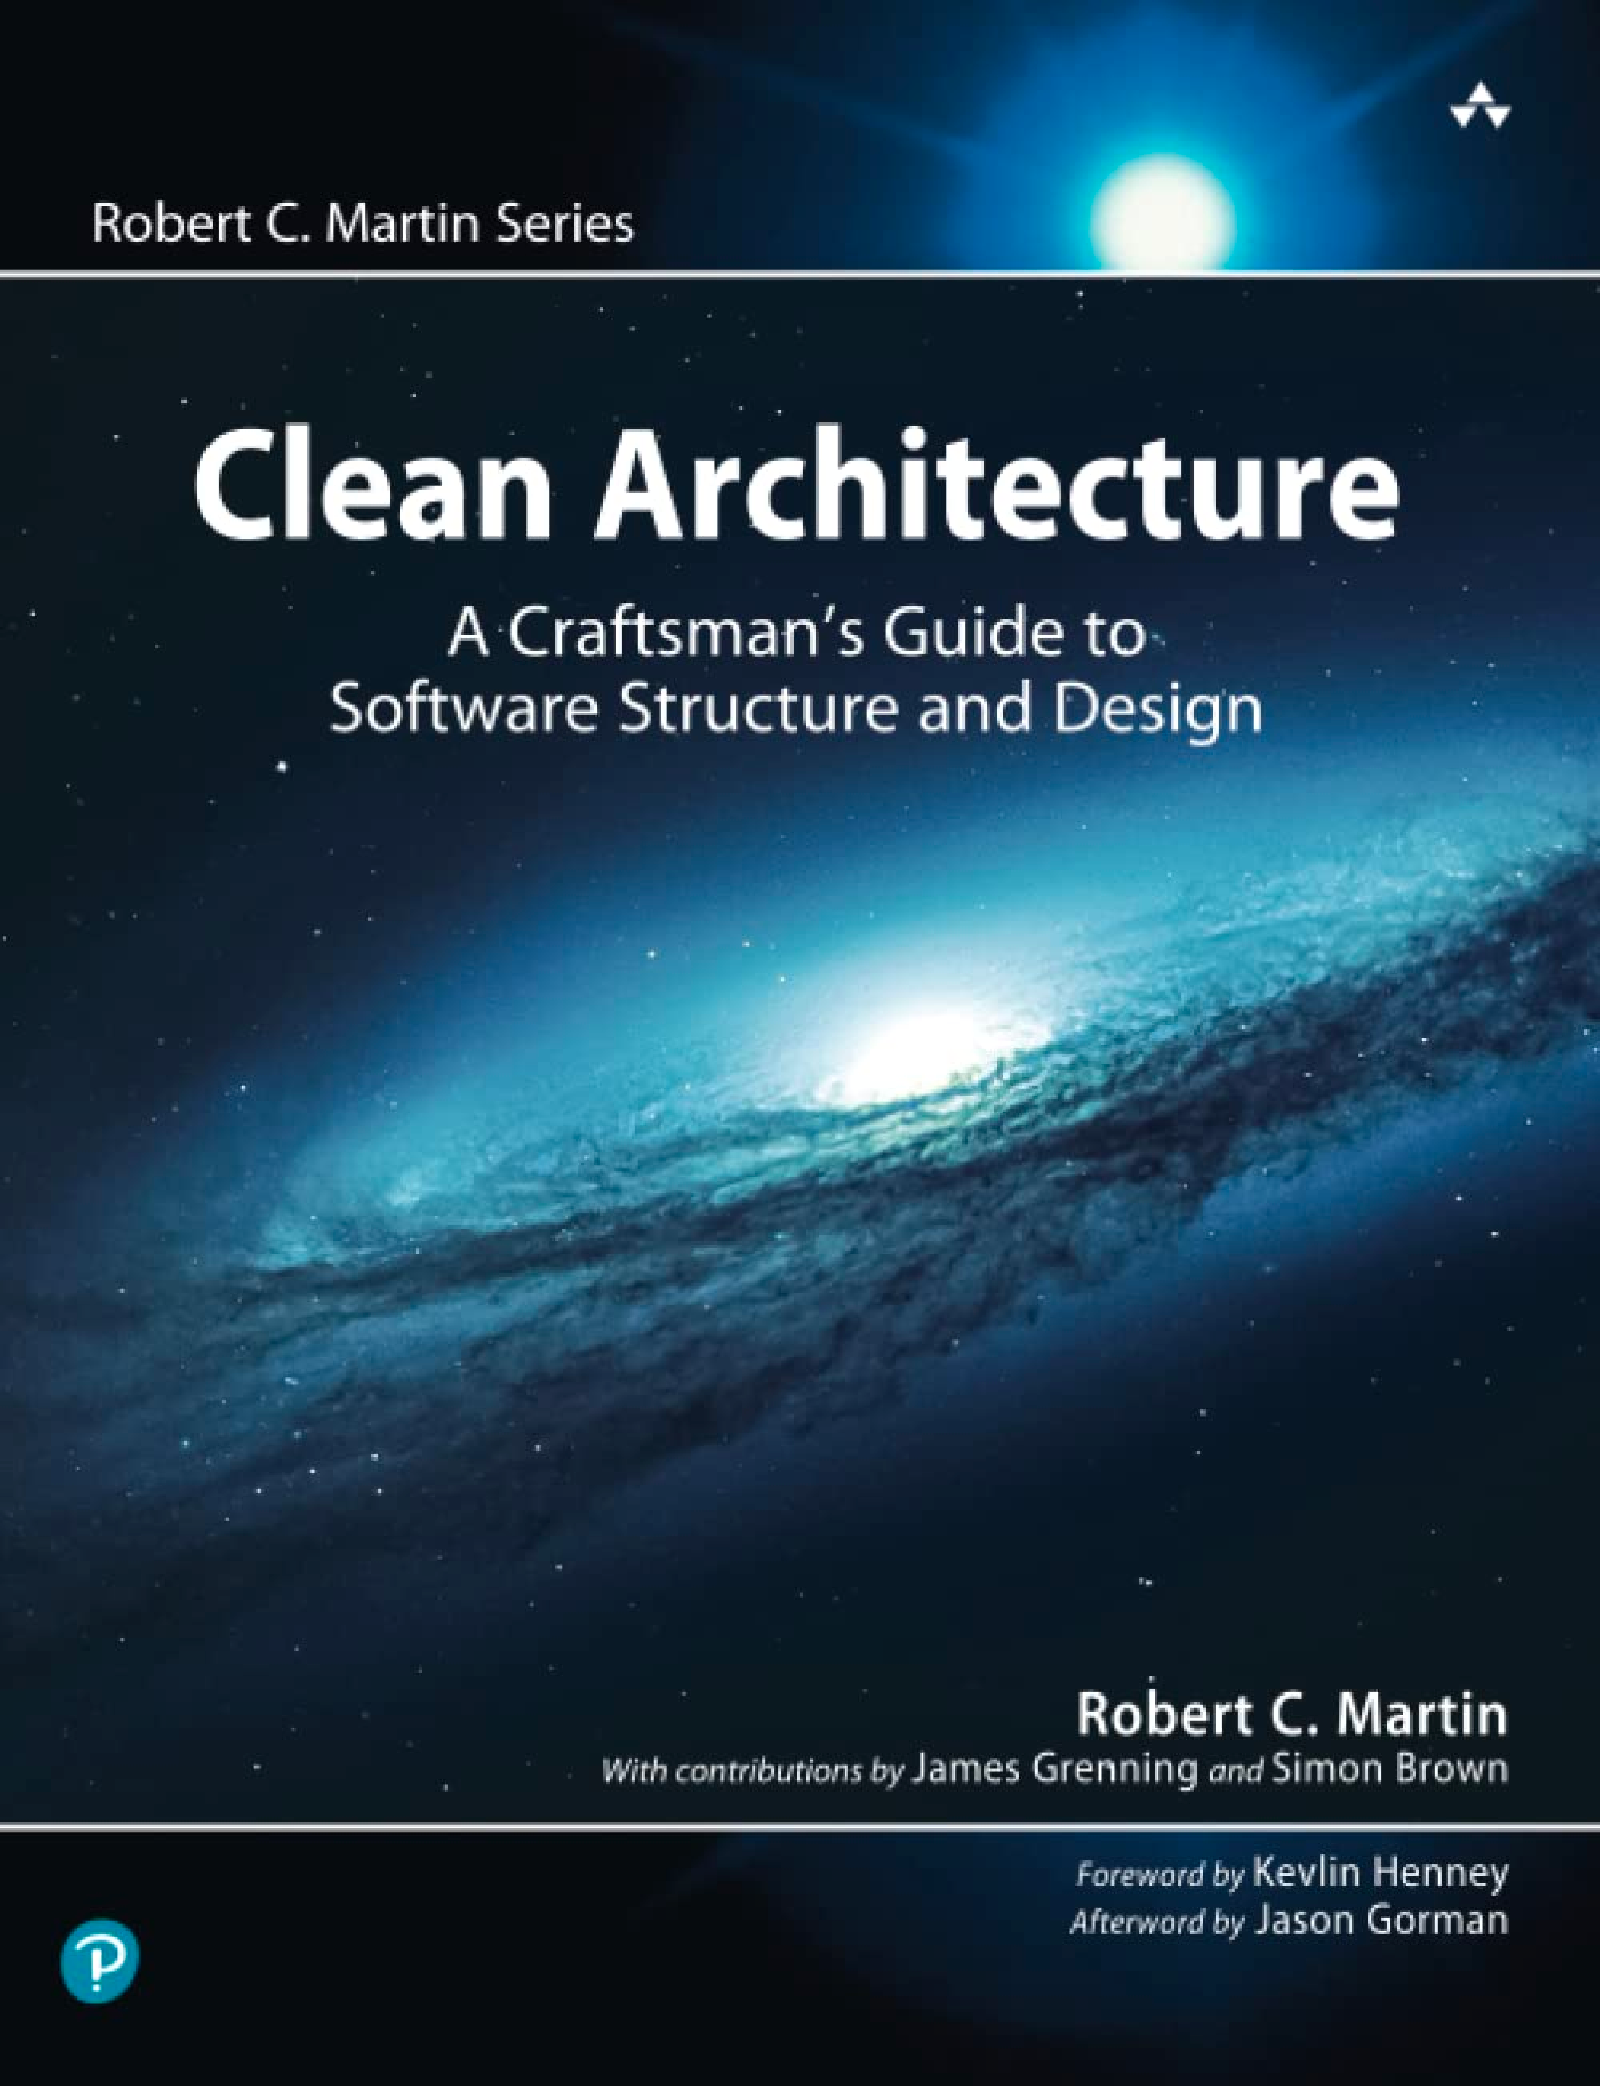 Robert C. Martin Series
Clean Architecture
A Craftsman's Guide to
Software Structure and Design
Robert C. Martin
With contributions by James Grenning and Simon Brown
Foreword by Kevlin Henney
Afterword by Jason Gorman